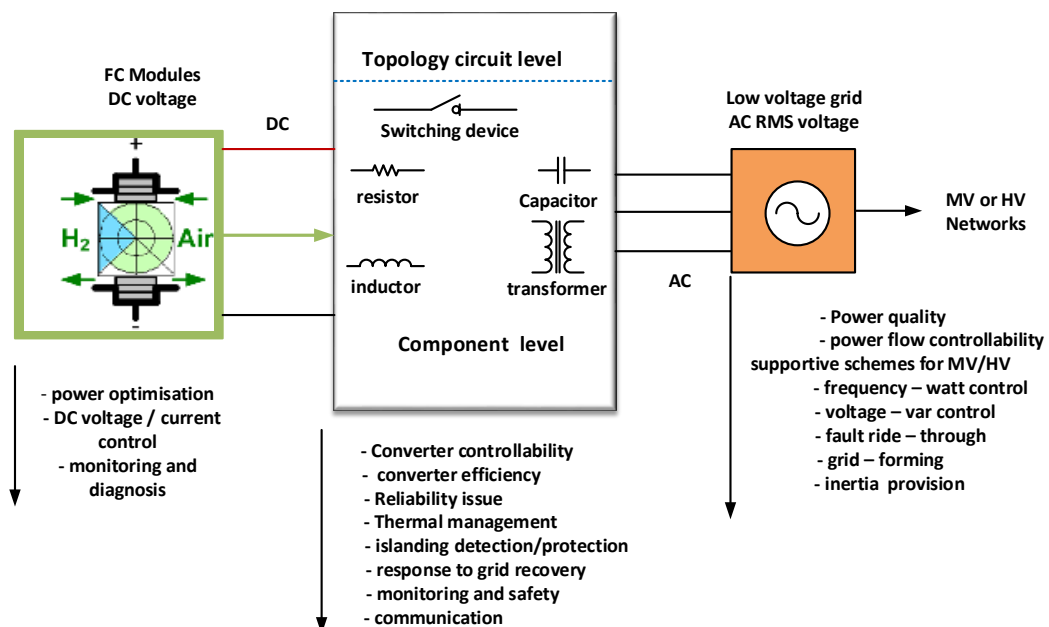 FC Modules
DC voltage
+
H2
Air
-
DC
Topology circuit level
Switching device
resistor
Capacitor
inductor
transformer
Component level
AC
Low voltage grid
AC RMS voltage
MV or HV
Networks
- power optimisation
- DC voltage / current
control
- monitoring and
diagnosis
- Converter controllability
- converter efficiency
- Reliability issue
- Thermal management
- islanding detection/protection
- response to grid recovery
- monitoring and safety
- communication
- Power quality
- power flow controllability
supportive schemes for MV/HV
- frequency – watt control
- voltage – var control
- fault ride – through
- grid – forming
- inertia provision